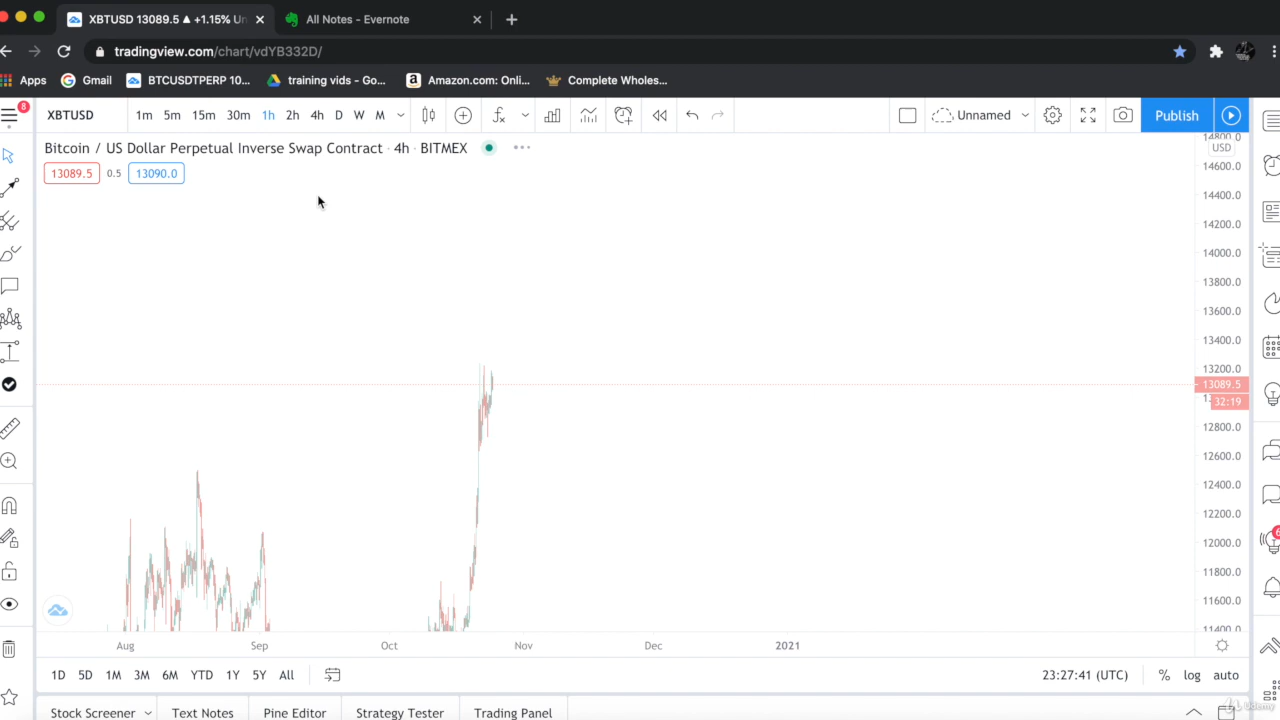 XBTUSD 13089.5 ▲ +1.15% Un
All Notes - Evernote
tradingview.com/chart/vdYB332D/
Apps
Gmail
BTCUSDTPERP 10...
training vids - Go...
Amazon.com: Onli...
Complete Wholes...
8
XBTUSD
1m 5m 15m 30m 1h 2h 4h D W M
Unnamed
Publish
Bitcoin / US Dollar Perpetual Inverse Swap Contract · 4h · BITMEX
13089.5 0.5 13090.0
14800.0
USD
14600.0
14400.0
14200.0
14000.0
13800.0
13600.0
13400.0
13200.0
13089.5
32:19
12800.0
12600.0
12400.0
12200.0
12000.0
11800.0
11600.0
11400.0
Aug Sep Oct Nov Dec 2021
1D 5D 1M 3M 6M YTD 1Y 5Y All
23:27:41 (UTC) % log auto
Stock Screener Text Notes Pine Editor Strategy Tester Trading Panel
Udemy